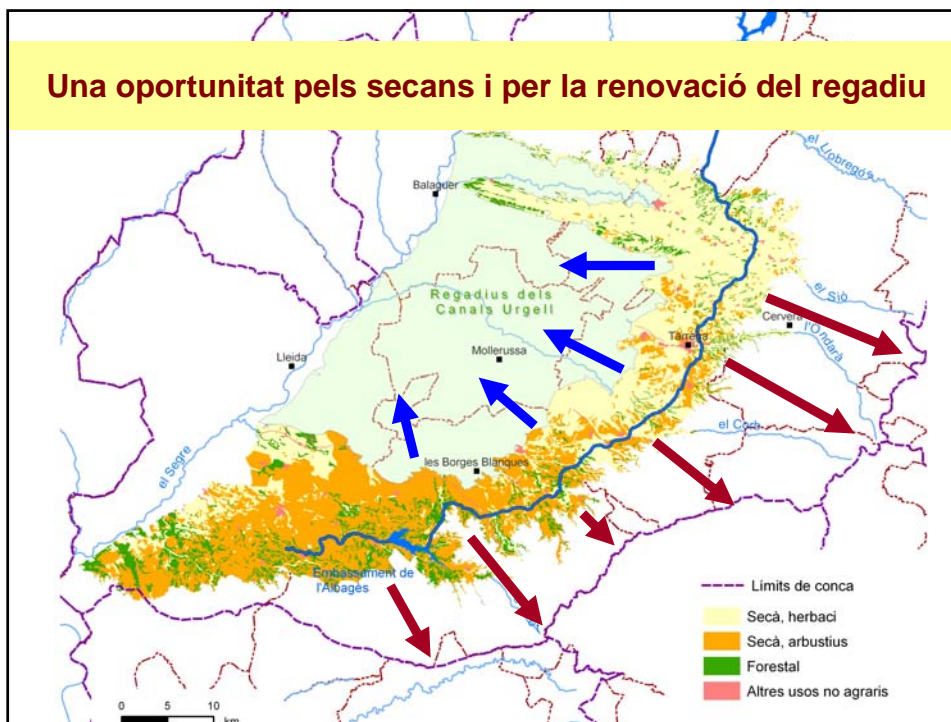 Una oportunitat pels secans i per la renovació del regadiu
el Llobregó
Balaguer
el Sió
Cervera
l'Ondara
Regadius dels
Canals Urgell
Tàrrega
Mollerussa
Lleida
el Corb
les Borges Blanques
el Segre
Embassament de
l'Albagés
Límits de conca
Secà, herbaci
Secà, arbustius
Forestal
Altres usos no agraris
0 5 10
km